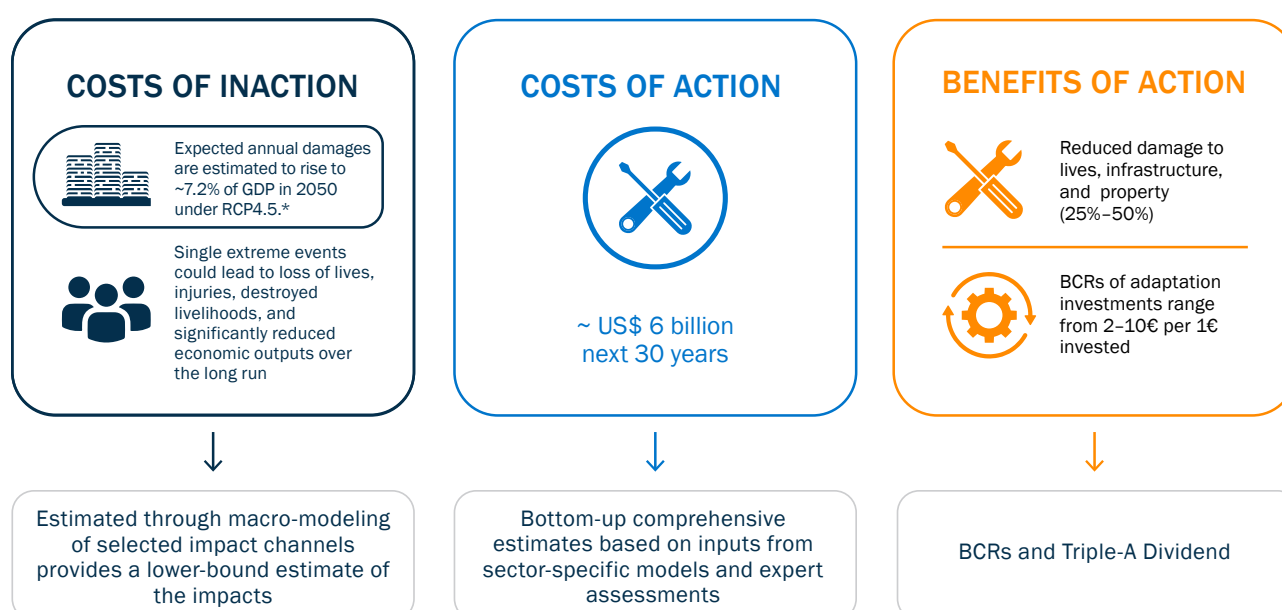 COSTS OF INACTION
Expected annual damages
are estimated to rise to
~7.2% of GDP in 2050
under RCP4.5.*
Single extreme events
could lead to loss of lives,
injuries, destroyed
livelihoods, and
significantly reduced
economic outputs over
the long run
Estimated through macro-modeling
of selected impact channels
provides a lower-bound estimate of
the impacts
COSTS OF ACTION
~ US$ 6 billion
next 30 years
Bottom-up comprehensive
estimates based on inputs from
sector-specific models and expert
assessments
BENEFITS OF ACTION
Reduced damage to
lives, infrastructure,
and property
(25%–50%)
BCRs of adaptation
investments range
from 2–10€ per 1€
invested
BCRs and Triple-A Dividend